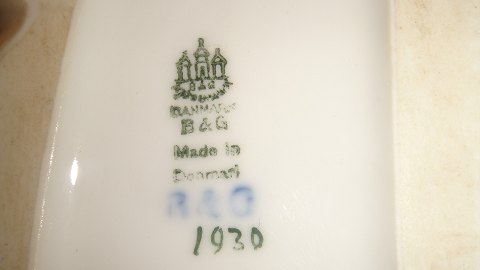 DANMARK
B & G
Made in
Denmark
B & G
1930